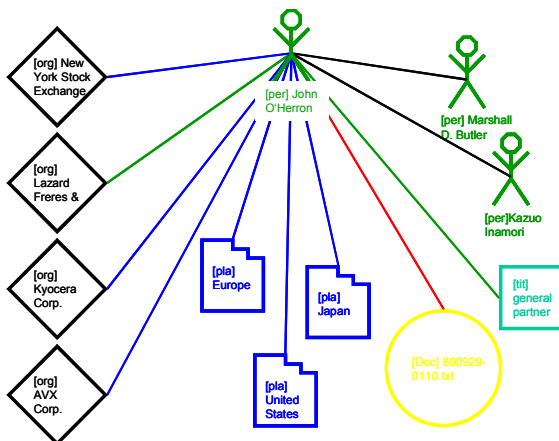 [org] New
York Stock
Exchange
[per] John
O'Herron
[per] Marshall
D. Butler
[org]
Lazard
Freres &
[per]Kazuo
Inamori
[org]
Kyocera
Corp.
[pla]
Europe
[pla]
Japan
[tit]
general
partner
[org]
AVX
Corp.
[pla]
United
States
[Doc] 890929-
0110.txt